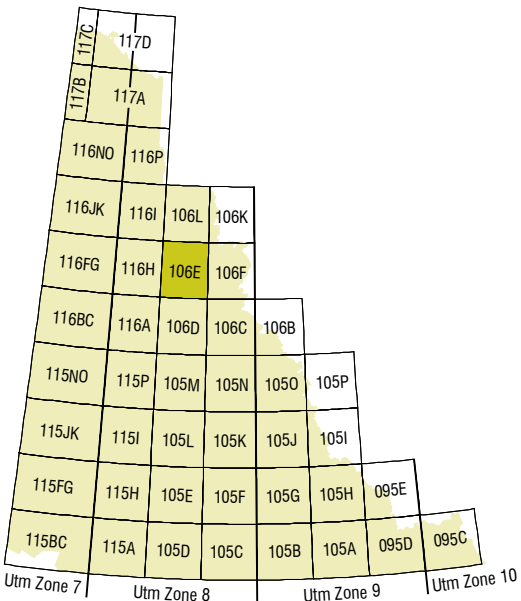 117C 117D
117B 117A
116NO 116P
116JK 116I 106L 106K
116FG 116H 106E 106F
116BC 116A 106D 106C 106B
115NO 115P 105M 105N 105O 105P
115JK 115I 105L 105K 105J 105I
115FG 115H 105E 105F 105G 105H 095E
115BC 115A 105D 105C 105B 105A 095D 095C
Utm Zone 7 Utm Zone 8 Utm Zone 9 Utm Zone 10